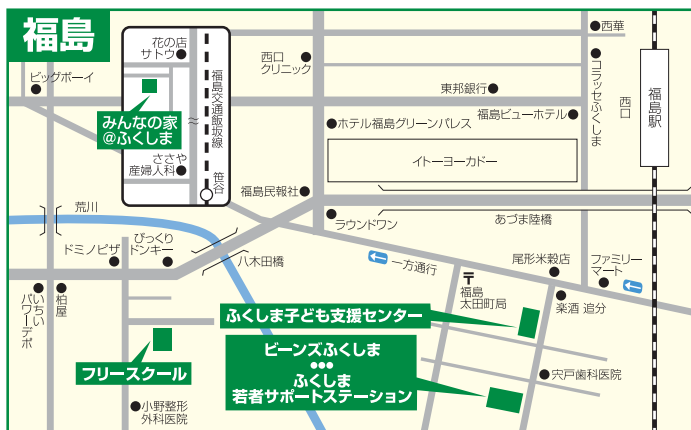 福島
花の店
サトウ
ビッグボーイ
みんなの家
@ふくしま
ささや
産婦人科
福島交通飯坂線
笹谷
西口
クリニック
東邦銀行
福島ビューホテル
ホテル福島グリーンパレス
イトーヨーカドー
西華
コラッセふくしま
西口
福島駅
福島民報社
ラウンドワン
あづま陸橋
荒川
ドミノピザ
びっくり
ドンキー
八木田橋
一方通行
〒
福島
太田町局
尾形米穀店
ファミリー
マート
楽酒 追分
いちい
パワーデポ
柏屋
ふくしま子ども支援センター
ビーンズふくしま
●●●
ふくしま
若者サポートステーション
フリースクール
宍戸歯科医院
小野整形
外科医院